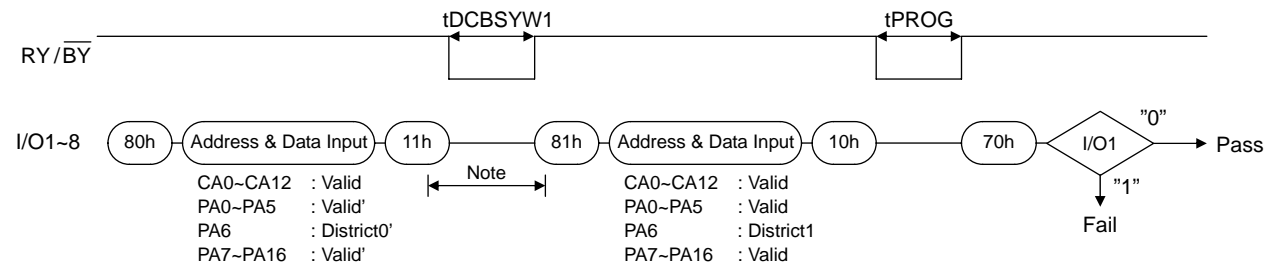 tDCBSYW1 tPROG
RY/BY
I/O1~8 80h Address & Data Input 11h 81h Address & Data Input 10h 70h I/O1 "0" Pass
Note "1"
CA0~CA12 : Valid CA0~CA12 : Valid
PA0~PA5 : Valid' PA0~PA5 : Valid
PA6 : District0' PA6 : District1
PA7~PA16 : Valid' PA7~PA16 : Valid
Fail